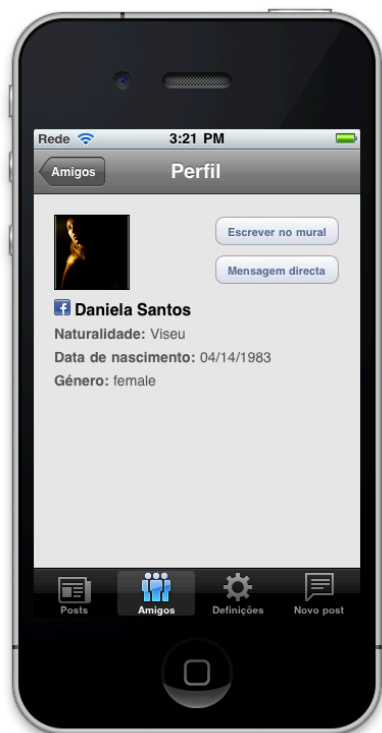 Rede 3:21 PM
Amigos Perfil
Escrever no mural
Mensagem directa
f Daniela Santos
Naturalidade: Viseu
Data de nascimento: 04/14/1983
Género: female
Posts Amigos Definições Novo post